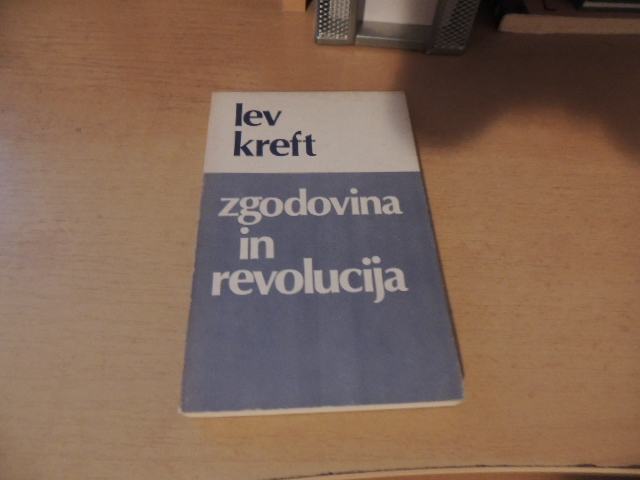 lev
kreft
zgodovina
in
revolucija